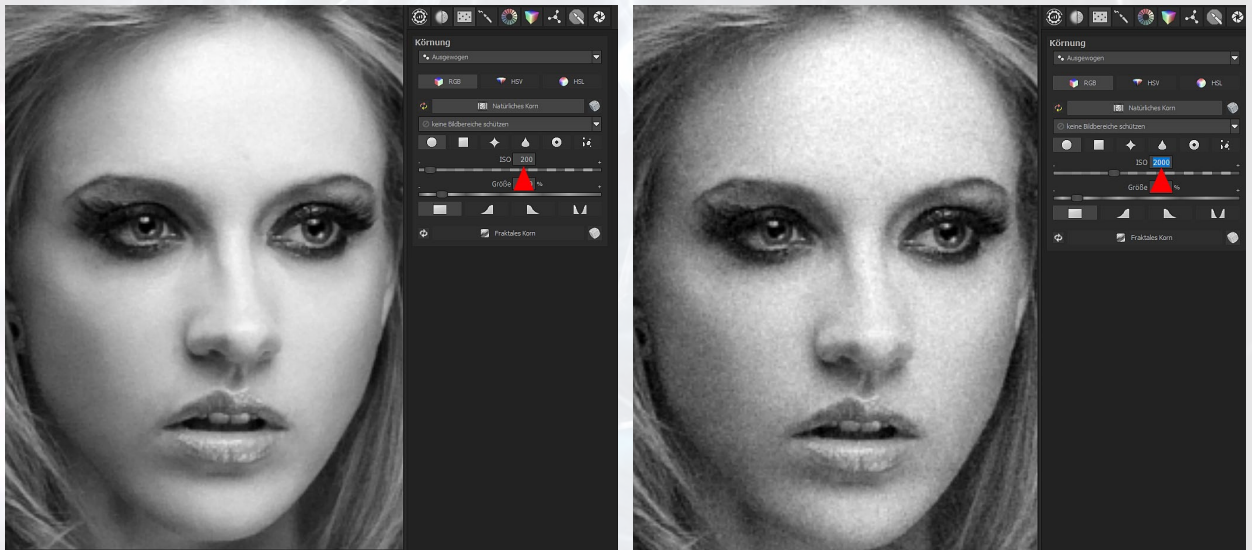 Körnung
Ausgewogen
RGB HSV HSL
Natürliches Korn
keine Bildbereiche schützen
ISO 200
- +
Größe %
- +
Fraktales Korn
Körnung
Ausgewogen
RGB HSV HSL
Natürliches Korn
keine Bildbereiche schützen
ISO 2000
- +
Größe %
- +
Fraktales Korn